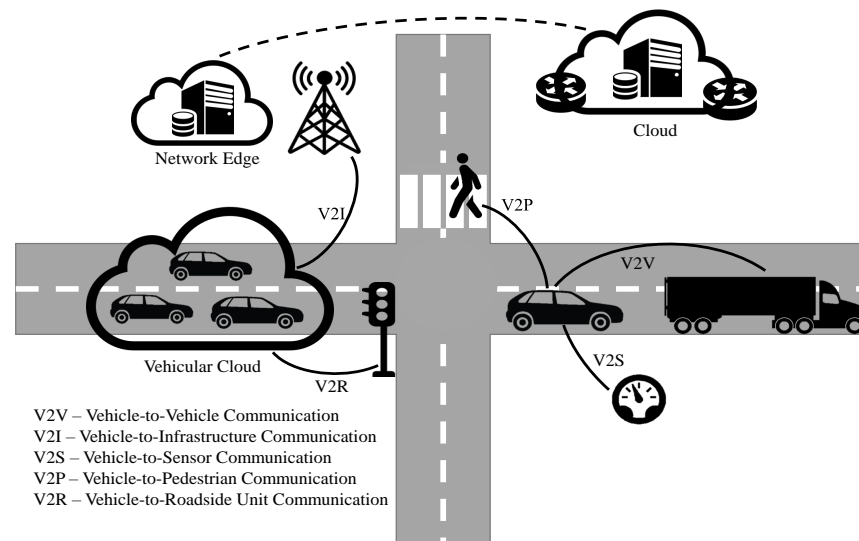 Network Edge
Cloud
V2I
V2P
V2V
Vehicular Cloud
V2S
V2R
V2V – Vehicle-to-Vehicle Communication
V2I – Vehicle-to-Infrastructure Communication
V2S – Vehicle-to-Sensor Communication
V2P – Vehicle-to-Pedestrian Communication
V2R – Vehicle-to-Roadside Unit Communication